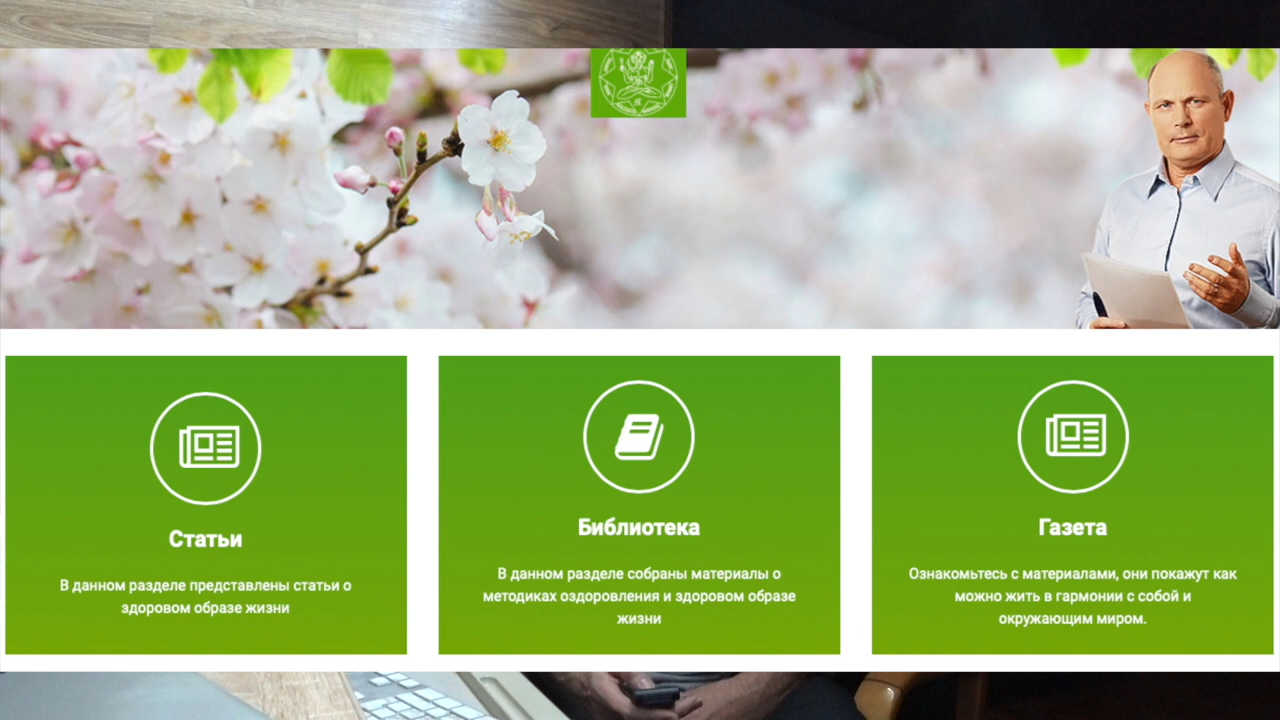 Статьи
В данном разделе представлены статьи о
здоровом образе жизни
Библиотека
В данном разделе собраны материалы о
методиках оздоровления и здоровом образе
жизни
Газета
Ознакомьтесь с материалами, они покажут как
можно жить в гармонии с собой и
окружающим миром.